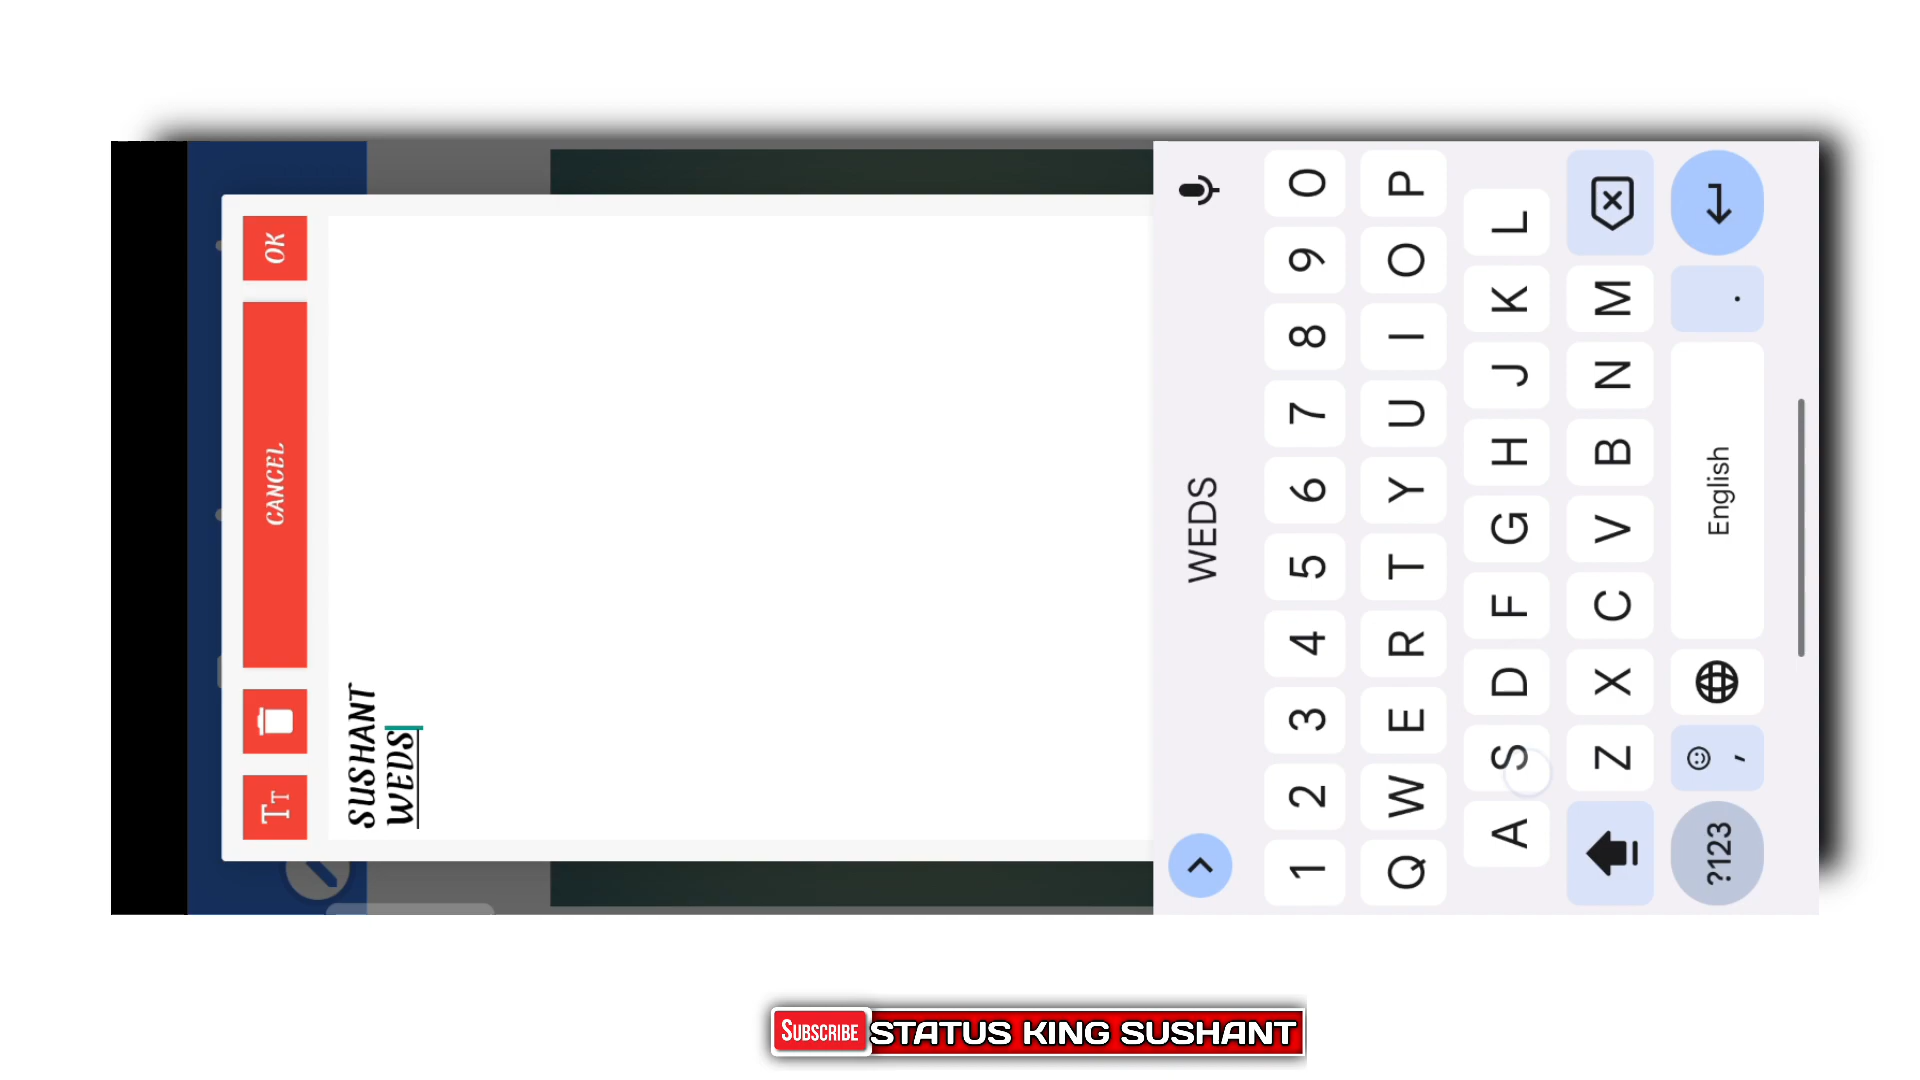 Tт CANCEL OK
SUSHANT
WEDS
WEDS
1 2 3 4 5 6 7 8 9 0
Q W E R T Y U I O P
A S D F G H J K L
Z X C V B N M
?123 , English .
SUBSCRIBE STATUS KING SUSHANT